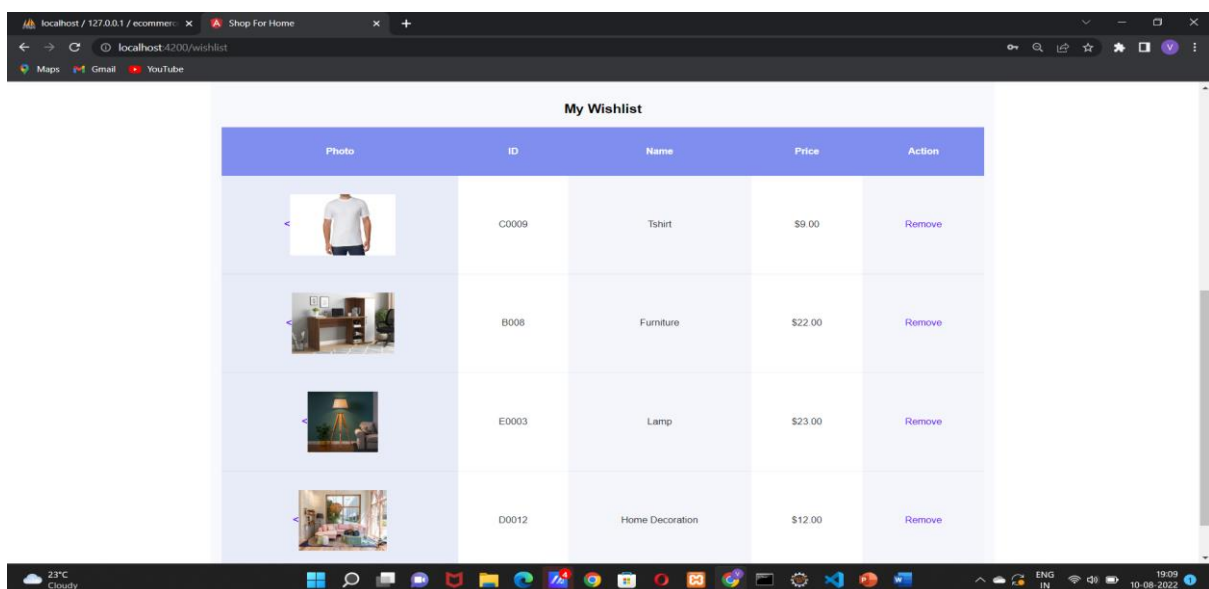 localhost / 127.0.0.1 / ecommerc
Shop For Home
localhost:4200/wishlist
Maps Gmail YouTube
My Wishlist
Photo ID Name Price Action
< C0009 Tshirt $9.00 Remove
< B008 Furniture $22.00 Remove
< E0003 Lamp $23.00 Remove
< D0012 Home Decoration $12.00 Remove
23°C
Cloudy
ENG
IN
19:09
10-08-2022